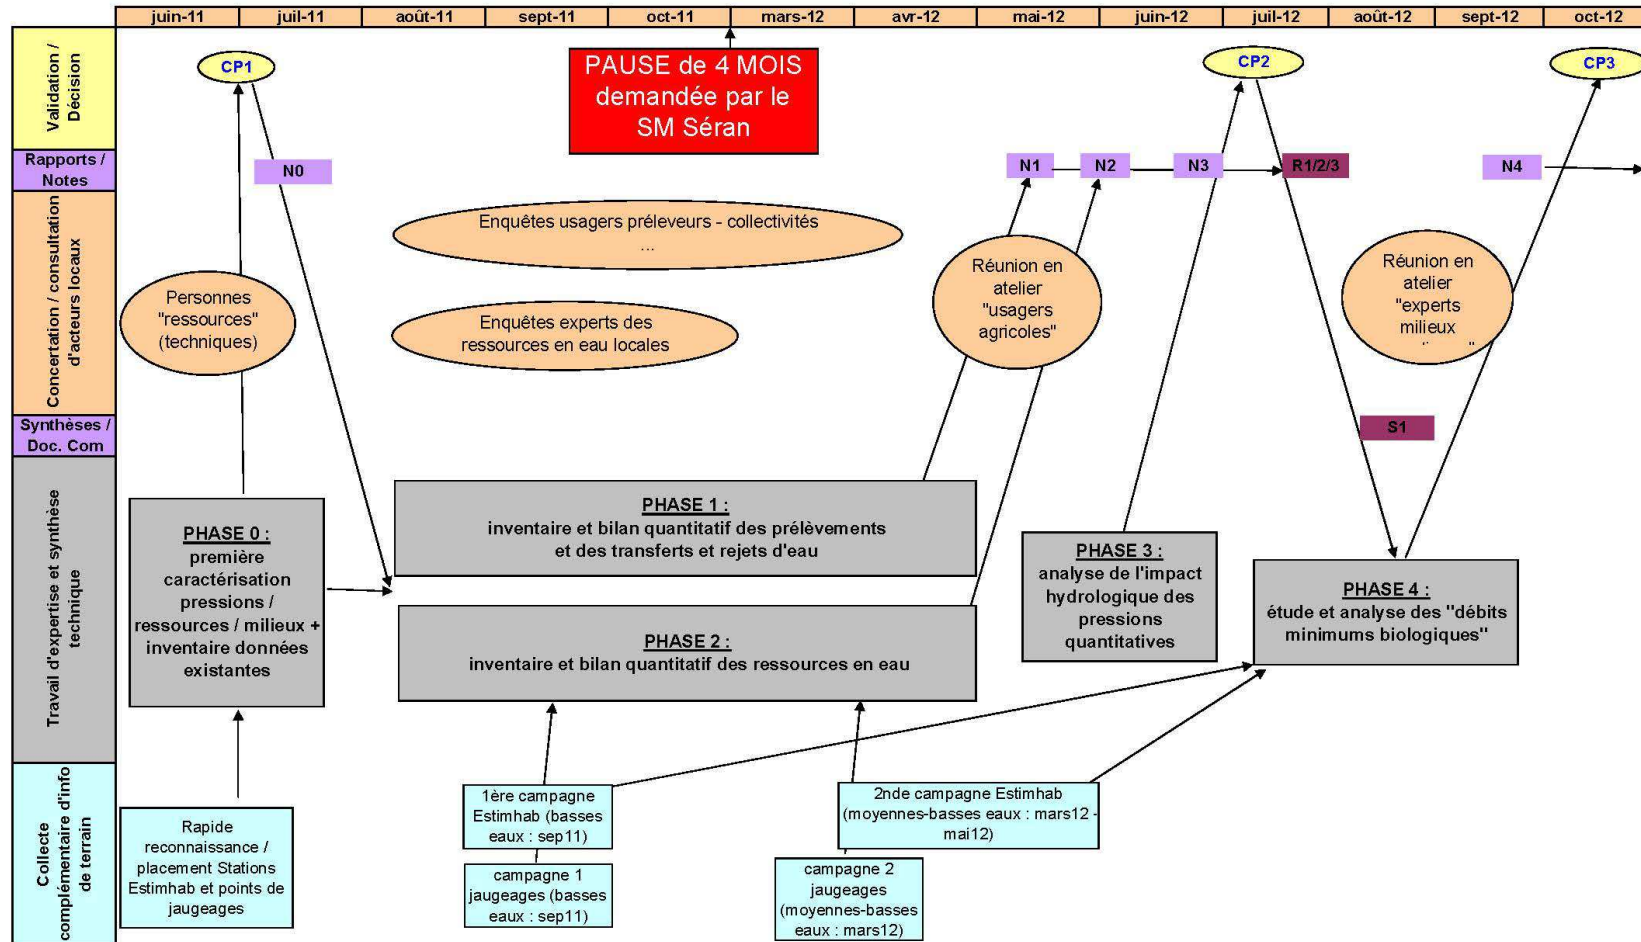 juin-11 juil-11 août-11 sept-11 oct-11 mars-12 avr-12 mai-12 juin-12 juil-12 août-12 sept-12 oct-12
Validation /
Décision
CP1
PAUSE de 4 MOIS
demandée par le
SM Séran
CP2
CP3
Rapports /
Notes
N0
N1
N2
N3
R1/2/3
N4
Concertation / consultation
d'acteurs locaux
Personnes
"ressources"
(techniques)
Enquêtes usagers préleveurs - collectivités
...
Enquêtes experts des
ressources en eau locales
Réunion en
atelier
"usagers
agricoles"
Réunion en
atelier
"experts
milieux
Synthèses /
Doc. Com
S1
Travail d'expertise et synthèse
technique
PHASE 0 :
première
caractérisation
pressions /
ressources / milieux +
inventaire données
existantes
PHASE 1 :
inventaire et bilan quantitatif des prélèvements
et des transferts et rejets d'eau
PHASE 2 :
inventaire et bilan quantitatif des ressources en eau
PHASE 3 :
analyse de l'impact
hydrologique des
pressions
quantitatives
PHASE 4 :
étude et analyse des "débits
minimums biologiques"
Collecte
complémentaire d'info
de terrain
Rapide
reconnaissance /
placement Stations
Estimhab et points de
jaugeages
1ère campagne
Estimhab (basses
eaux : sep11)
campagne 1
jaugeages (basses
eaux : sep11)
2nde campagne Estimhab
(moyennes-basses eaux : mars12 -
mai12)
campagne 2
jaugeages
(moyennes-basses
eaux : mars12)